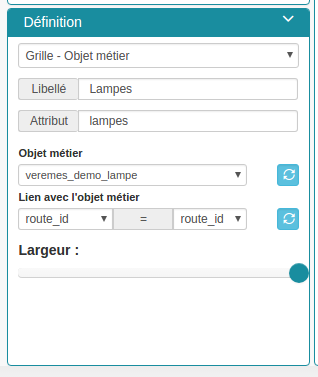 Définition
Grille - Objet métier
Libellé Lampes
Attribut lampes
Objet métier
veremes_demo_lampe
Lien avec l'objet métier
route_id = route_id
Largeur :